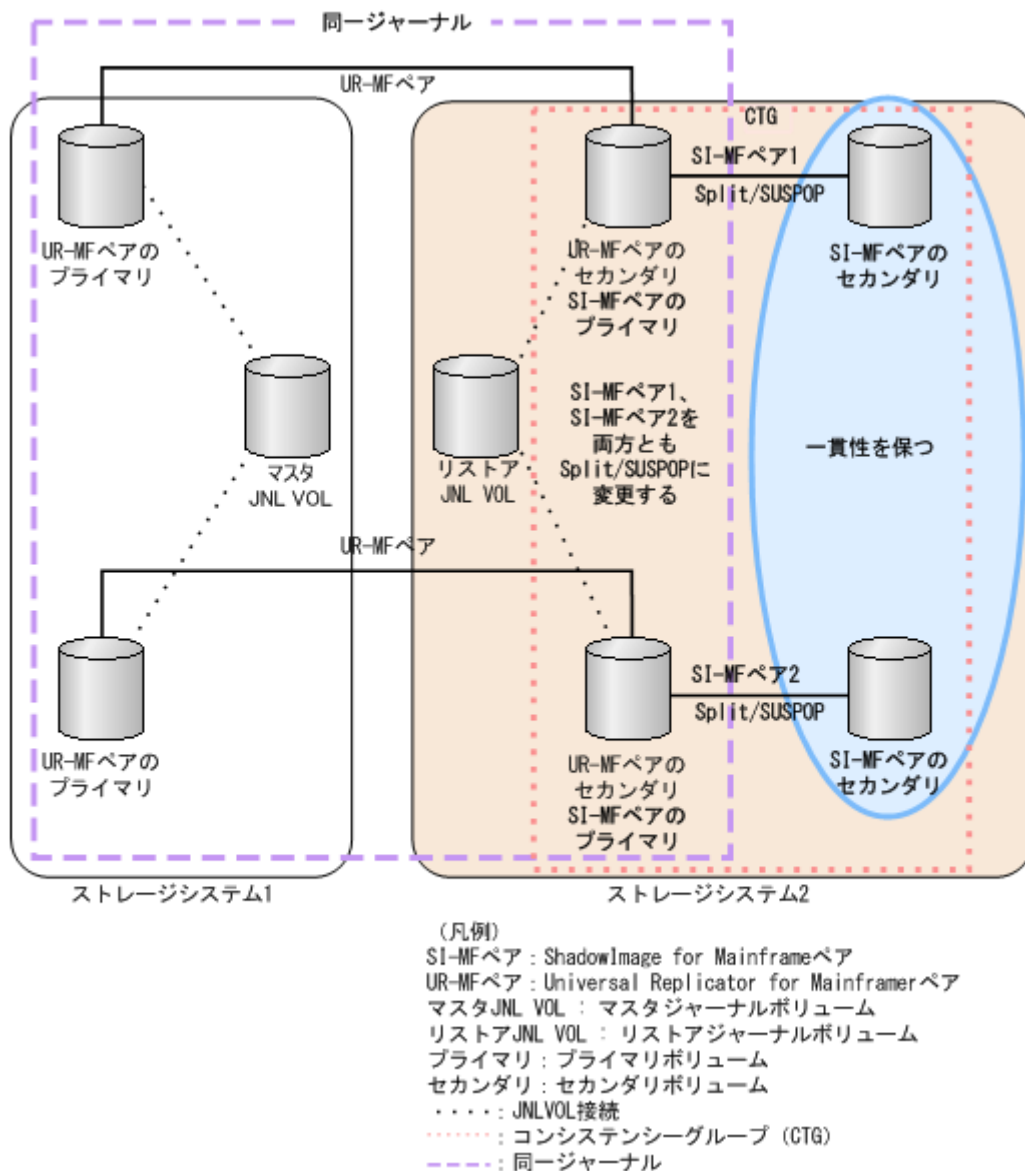 同一ジャーナル
UR-MFペア
CTG
SI-MFペア1
Split/SUSPOP
UR-MFペアの
プライマリ
UR-MFペアの
セカンダリ
SI-MFペアの
プライマリ
SI-MFペアの
セカンダリ
マスタ
JNL VOL
リストア
JNL VOL
SI-MFペア1、
SI-MFペア2を
両方とも
Split/SUSPOPに
変更する
一貫性を保つ
UR-MFペア
SI-MFペア2
Split/SUSPOP
UR-MFペアの
プライマリ
UR-MFペアの
セカンダリ
SI-MFペアの
プライマリ
SI-MFペアの
セカンダリ
ストレージシステム1
ストレージシステム2
(凡例)
SI-MFペア：ShadowImage for Mainframeペア
UR-MFペア：Universal Replicator for Mainframerペア
マスタJNL VOL ： マスタジャーナルボリューム
リストアJNL VOL ： リストアジャーナルボリューム
プライマリ：プライマリボリューム
セカンダリ：セカンダリボリューム
：JNLVOL接続
：コンシステンシーグループ (CTG)
：同一ジャーナル